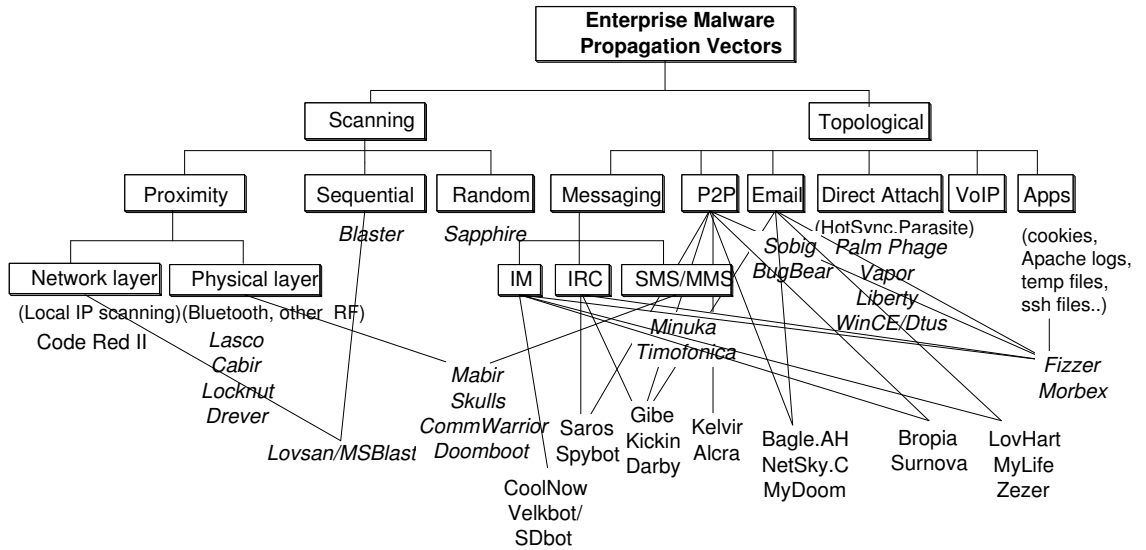 Enterprise Malware
Propagation Vectors
Scanning
Topological
Proximity
Sequential
Random
Messaging
P2P
Email
Direct Attach
VoIP
Apps
(HotSync,Parasite)
Blaster
Sapphire
Sobig
BugBear
Palm Phage
Vapor
Liberty
WinCE/Dtus
(cookies,
Apache logs,
temp files,
ssh files..)
Network layer
Physical layer
IM
IRC
SMS/MMS
(Local IP scanning)
(Bluetooth, other RF)
Code Red II
Lasco
Cabir
Locknut
Drever
Minuka
Timofonica
Fizzer
Morbex
Mabir
Skulls
CommWarrior
Doomboot
Lovsan/MSBlast
Saros
Spybot
Gibe
Kickin
Darby
Kelvir
Alcra
Bagle.AH
NetSky.C
MyDoom
Bropia
Surnova
LovHart
MyLife
Zezer
CoolNow
Velkbot/
SDbot